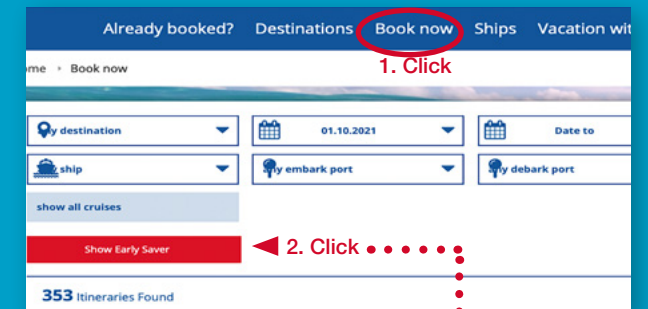 Already booked? Destinations Book now Ships Vacation wit
me Book now
1. Click
y destination 01.10.2021 Date to
ship y embark port y debark port
show all cruises
Show Early Saver 2. Click
353 Itineraries Found